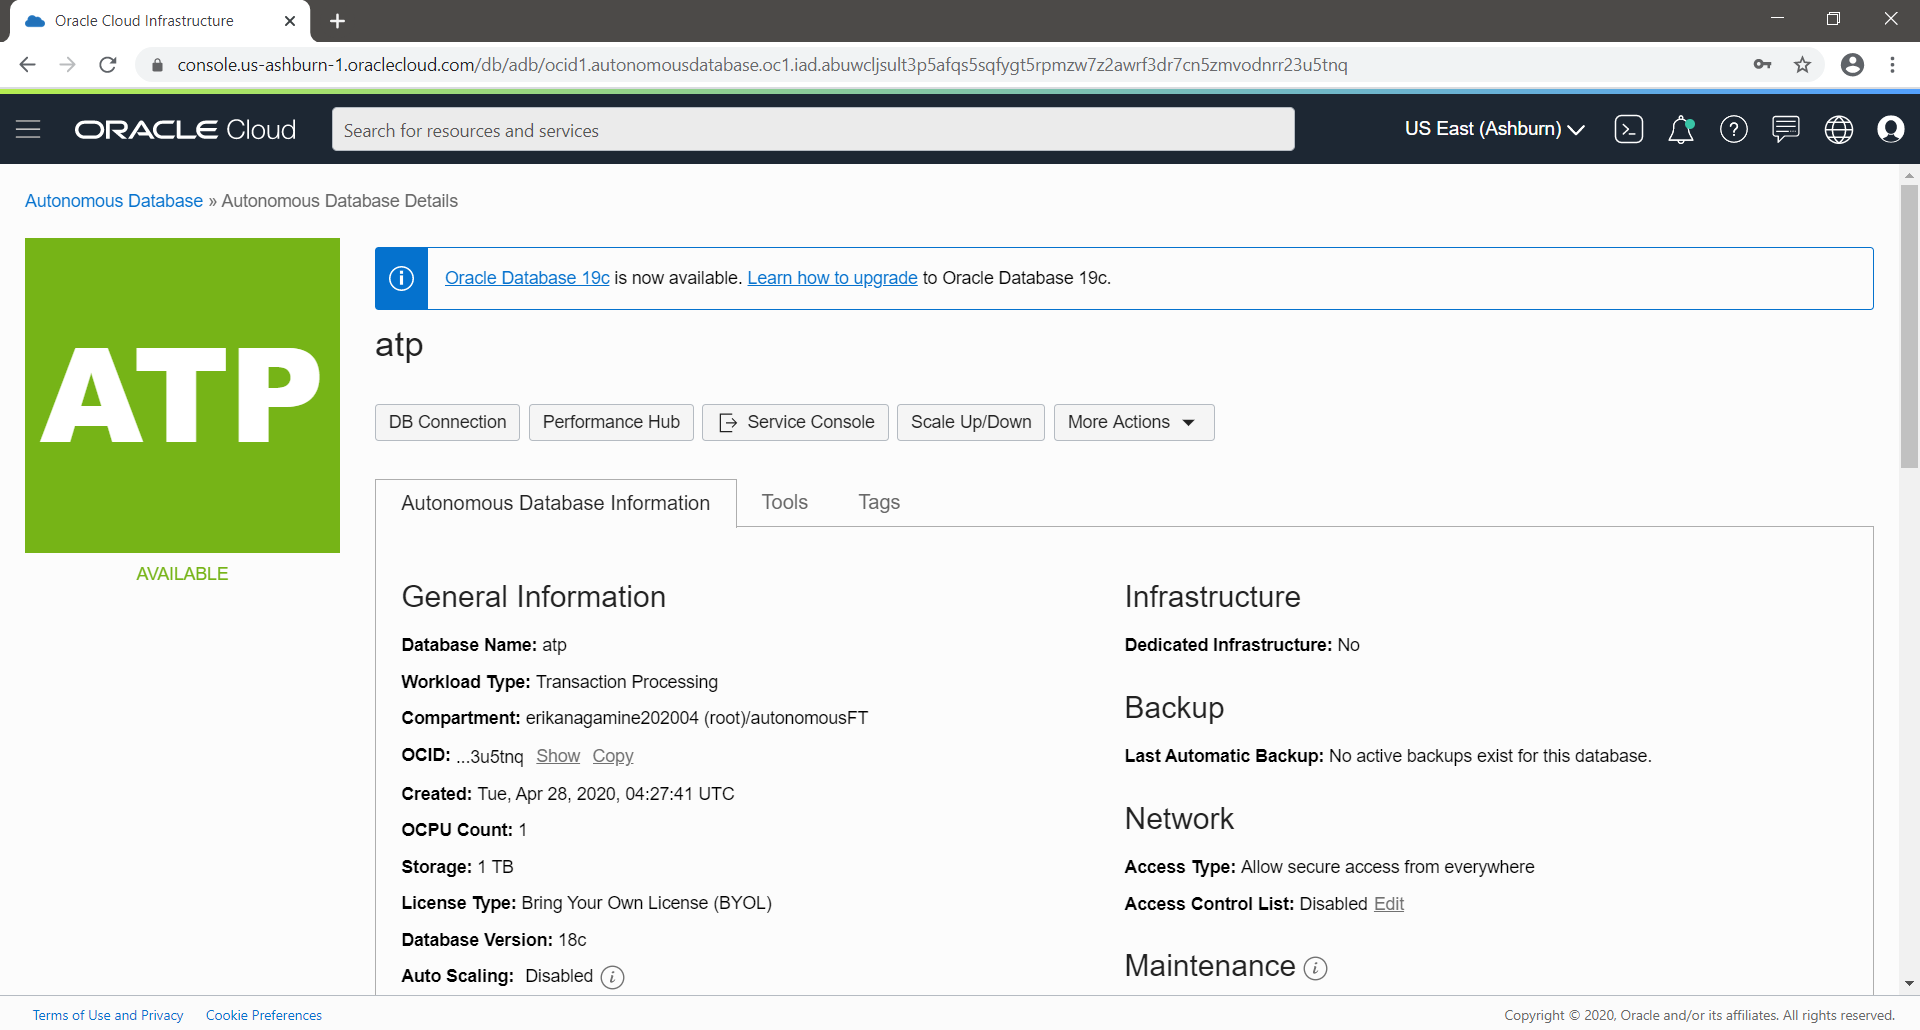 Oracle Cloud Infrastructure
console.us-ashburn-1.oraclecloud.com/db/adb/ocid1.autonomousdatabase.oc1.iad.abuwcljsult3p5afqs5sqfygt5rpmzw7z2awrf3dr7cn5zmvodnrr23u5tnq
ORACLE Cloud
Search for resources and services
US East (Ashburn)
Autonomous Database » Autonomous Database Details
ATP
AVAILABLE
Oracle Database 19c is now available. Learn how to upgrade to Oracle Database 19c.
atp
DB Connection
Performance Hub
Service Console
Scale Up/Down
More Actions
Autonomous Database Information
Tools
Tags
General Information
Database Name: atp
Workload Type: Transaction Processing
Compartment: erikanagamine202004 (root)/autonomousFT
OCID: ...3u5tnq Show Copy
Created: Tue, Apr 28, 2020, 04:27:41 UTC
OCPU Count: 1
Storage: 1 TB
License Type: Bring Your Own License (BYOL)
Database Version: 18c
Auto Scaling: Disabled
Infrastructure
Dedicated Infrastructure: No
Backup
Last Automatic Backup: No active backups exist for this database.
Network
Access Type: Allow secure access from everywhere
Access Control List: Disabled Edit
Maintenance
Terms of Use and Privacy
Cookie Preferences
Copyright © 2020, Oracle and/or its affiliates. All rights reserved.